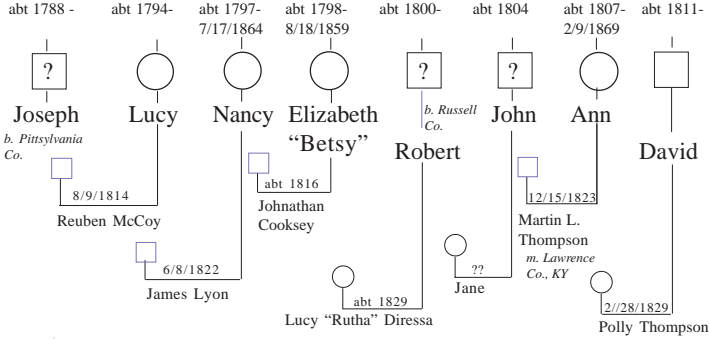 abt 1788 -
abt 1794-
abt 1797-
7/17/1864
abt 1798-
8/18/1859
abt 1800-
abt 1804
abt 1807-
2/9/1869
abt 1811-
?
?
?
Joseph
b. Pittsylvania
Co.
Lucy
Nancy
Elizabeth
“Betsy”
b. Russell
Co.
Robert
John
Ann
David
8/9/1814
Reuben McCoy
abt 1816
Johnathan
Cooksey
12/15/1823
Martin L.
Thompson
m. Lawrence
Co., KY
6/8/1822
James Lyon
abt 1829
Lucy “Rutha” Diressa
??
Jane
2//28/1829
Polly Thompson